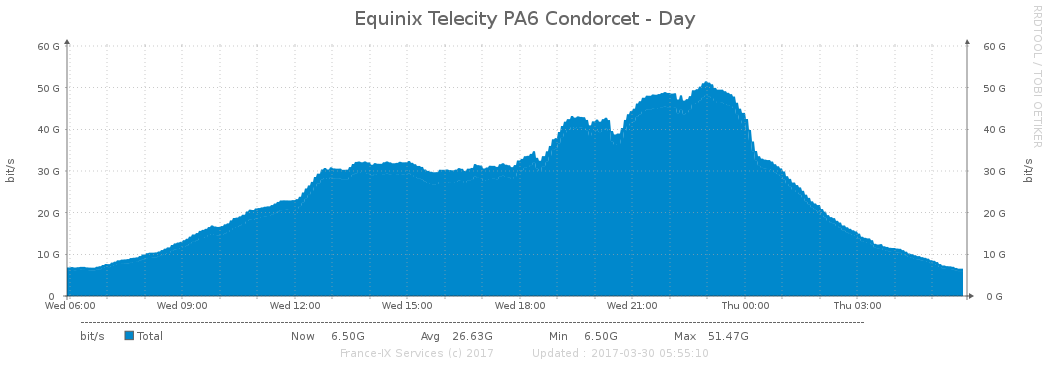 Equinix Telecity PA6 Condorcet - Day
RRDTOOL / TOBI OETIKER
bit/s
bit/s
60 G 60 G
50 G 50 G
40 G 40 G
30 G 30 G
20 G 20 G
10 G 10 G
0 0 G
Wed 06:00 Wed 09:00 Wed 12:00 Wed 15:00 Wed 18:00 Wed 21:00 Thu 00:00 Thu 03:00
bit/s Total Now 6.50G Avg 26.63G Min 6.50G Max 51.47G
France-IX Services (c) 2017 Updated : 2017-03-30 05:55:10